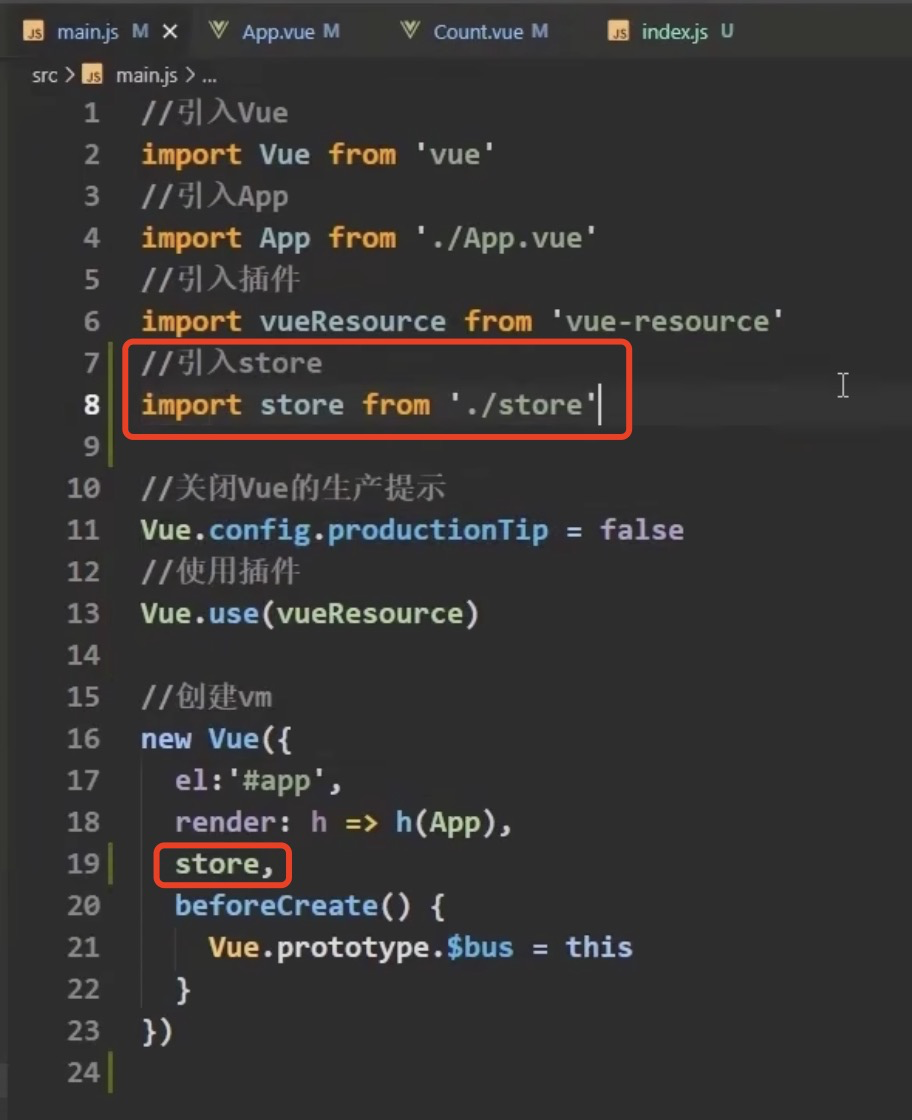 JS main.js M × App.vue M Count.vue M JS index.js U
src > JS main.js > ...
1 //引入Vue
2 import Vue from 'vue'
3 //引入App
4 import App from './App.vue'
5 //引入插件
6 import vueResource from 'vue-resource'
7 //引入store
8 import store from './store'
9
10 //关闭Vue的生产提示
11 Vue.config.productionTip = false
12 //使用插件
13 Vue.use(vueResource)
14
15 //创建vm
16 new Vue({
17 el:'#app',
18 render: h => h(App),
19 store,
20 beforeCreate() {
21 Vue.prototype.$bus = this
22 }
23 })
24